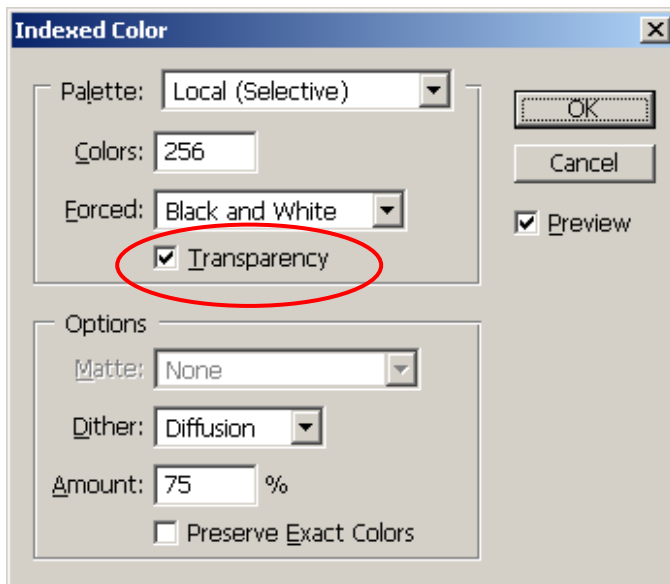 Indexed Color
Palette: Local (Selective)
OK
Colors: 256
Cancel
Forced: Black and White
Preview
Transparency
Options
Matte: None
Dither: Diffusion
Amount: 75 %
Preserve Exact Colors